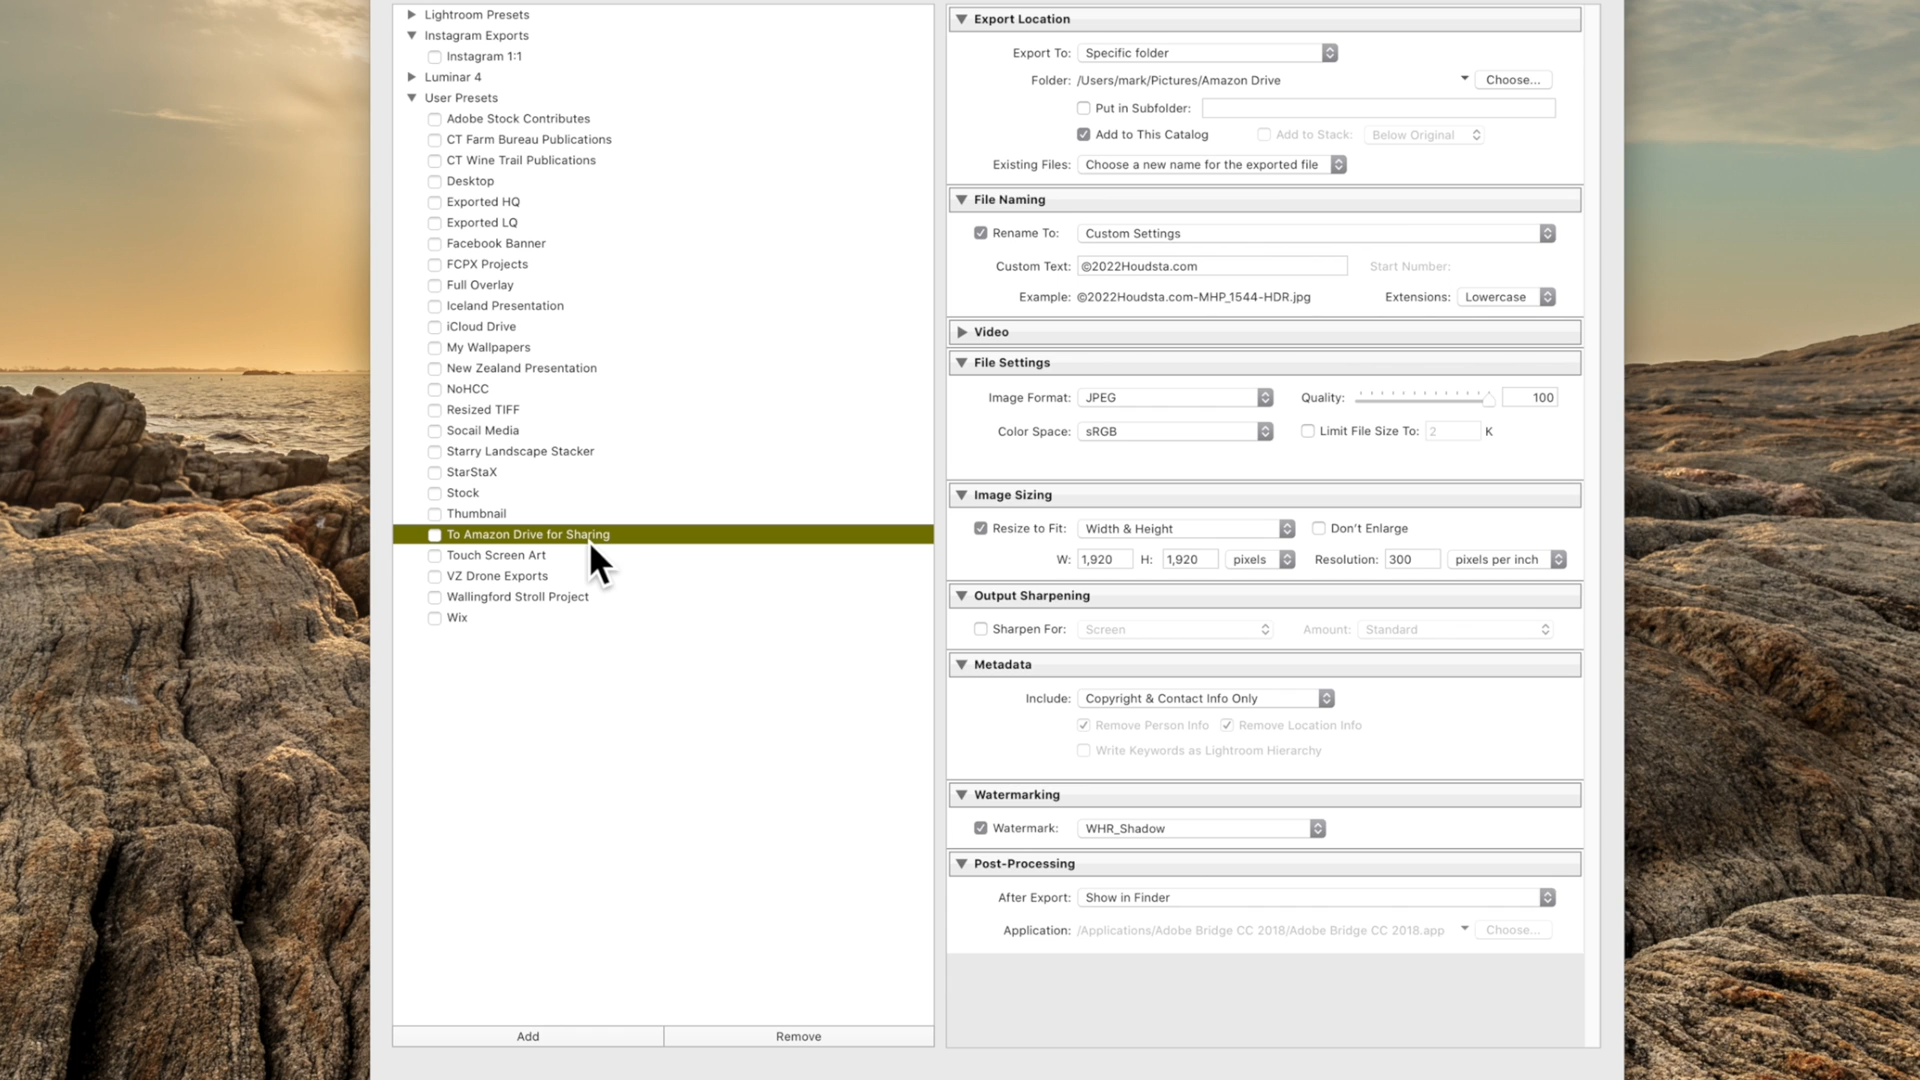 Lightroom Presets
Instagram Exports
Instagram 1:1
Luminar 4
User Presets
Adobe Stock Contributes
CT Farm Bureau Publications
CT Wine Trail Publications
Desktop
Exported HQ
Exported LQ
Facebook Banner
FCPX Projects
Full Overlay
Iceland Presentation
iCloud Drive
My Wallpapers
New Zealand Presentation
NoHCC
Resized TIFF
Socail Media
Starry Landscape Stacker
StarStaX
Stock
Thumbnail
To Amazon Drive for Sharing
Touch Screen Art
VZ Drone Exports
Wallingford Stroll Project
Wix
Add Remove
Export Location
Export To: Specific folder
Folder: /Users/mark/Pictures/Amazon Drive Choose...
Put in Subfolder:
Add to This Catalog Add to Stack: Below Original
Existing Files: Choose a new name for the exported file
File Naming
Rename To: Custom Settings
Custom Text: ©2022Houdsta.com Start Number:
Example: ©2022Houdsta.com-MHP_1544-HDR.jpg Extensions: Lowercase
Video
File Settings
Image Format: JPEG Quality: 100
Color Space: sRGB Limit File Size To: 2 K
Image Sizing
Resize to Fit: Width & Height Don't Enlarge
W: 1,920 H: 1,920 pixels Resolution: 300 pixels per inch
Output Sharpening
Sharpen For: Screen Amount: Standard
Metadata
Include: Copyright & Contact Info Only
Remove Person Info Remove Location Info
Write Keywords as Lightroom Hierarchy
Watermarking
Watermark: WHR_Shadow
Post-Processing
After Export: Show in Finder
Application: /Applications/Adobe Bridge CC 2018/Adobe Bridge CC 2018.app Choose...